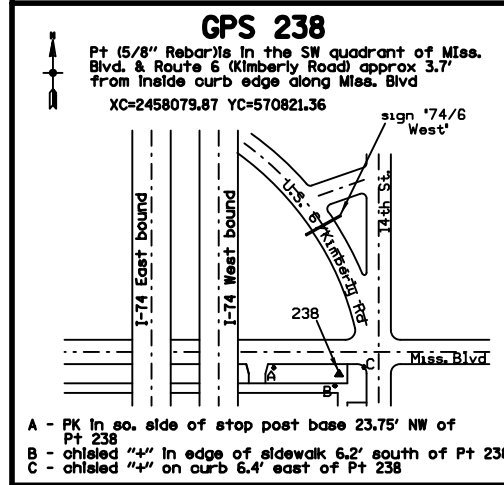 GPS 238
N
Pt (5/8" Rebar)is in the SW quadrant of MIss.
Blvd. & Route 6 (Kimberly Road) approx 3.7'
from inside curb edge along Miss. Blvd
XC=2458079.87 YC=570821.36
sign "74/6
West"
U.S. 6/Kimberly Rd
14th St.
I-74 East bound
I-74 West bound
238
Miss. Blvd
A
B
C
A - PK in so. side of stop post base 23.75' NW of
Pt 238
B - chisled "+" in edge of sidewalk 6.2' south of Pt 238
C - chisled "+" on curb 6.4' east of Pt 238